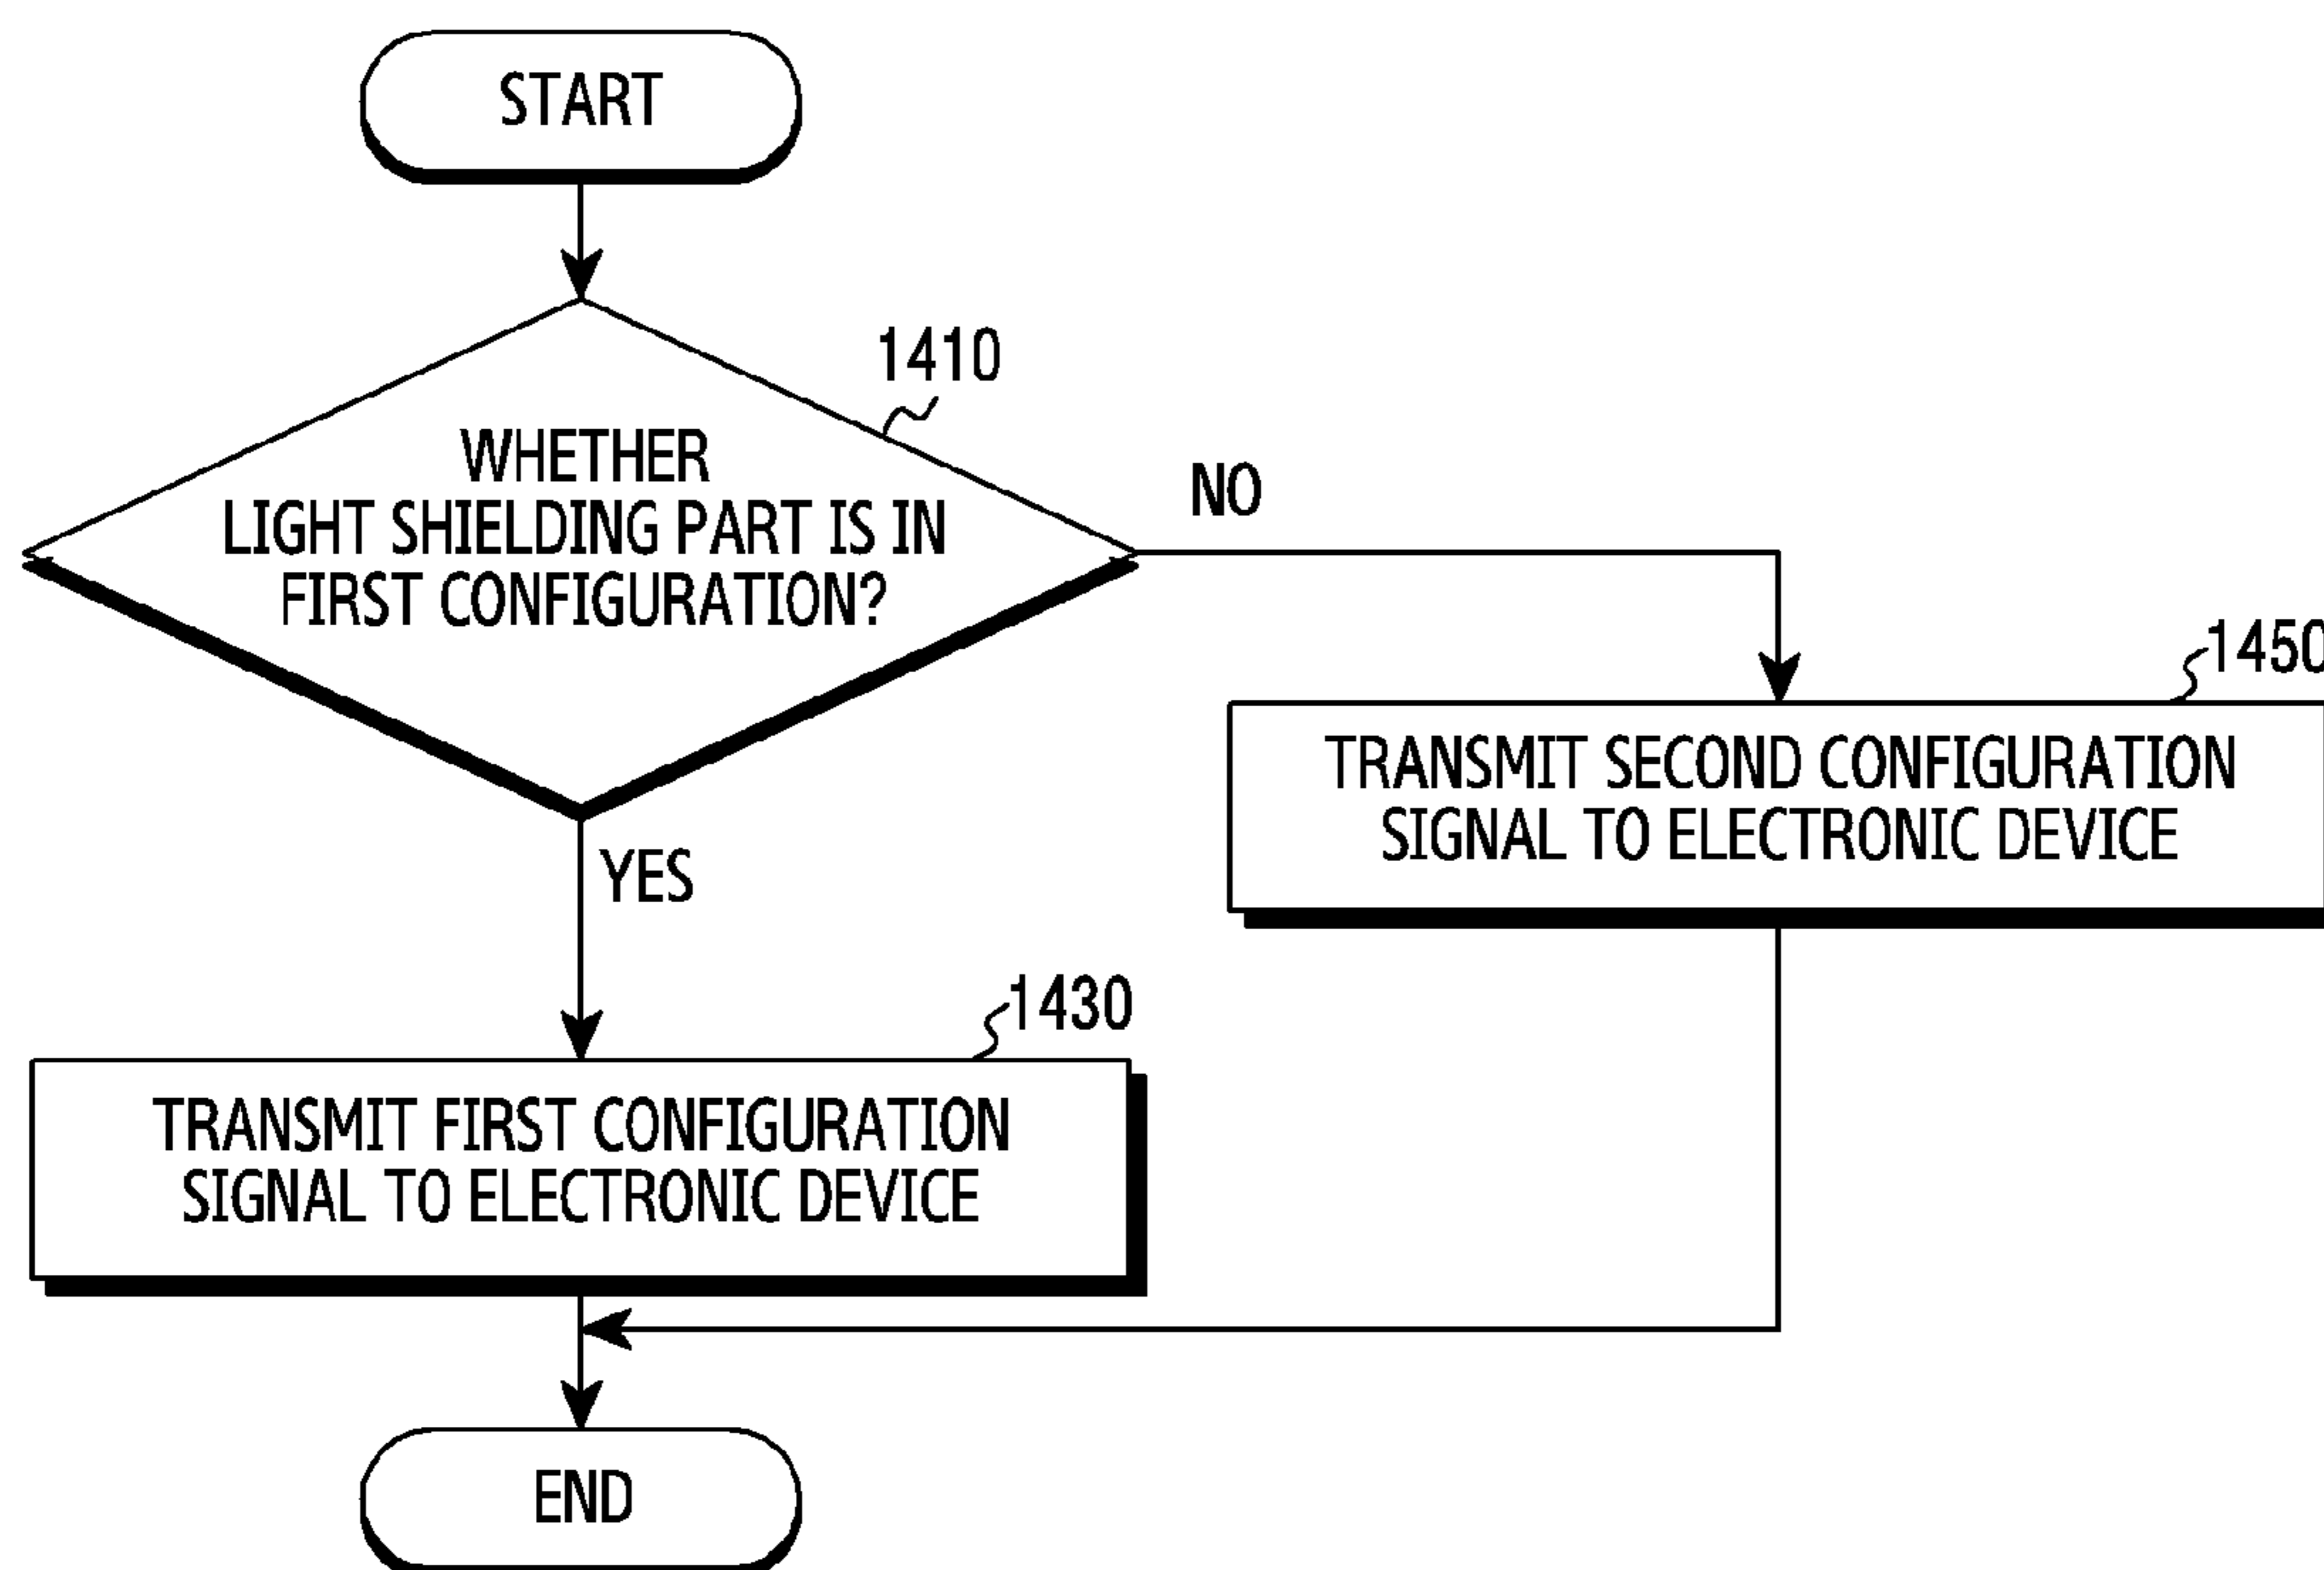 START
1410
WHETHER
LIGHT SHIELDING PART IS IN
FIRST CONFIGURATION?
NO
1450
TRANSMIT SECOND CONFIGURATION
SIGNAL TO ELECTRONIC DEVICE
YES
1430
TRANSMIT FIRST CONFIGURATION
SIGNAL TO ELECTRONIC DEVICE
END